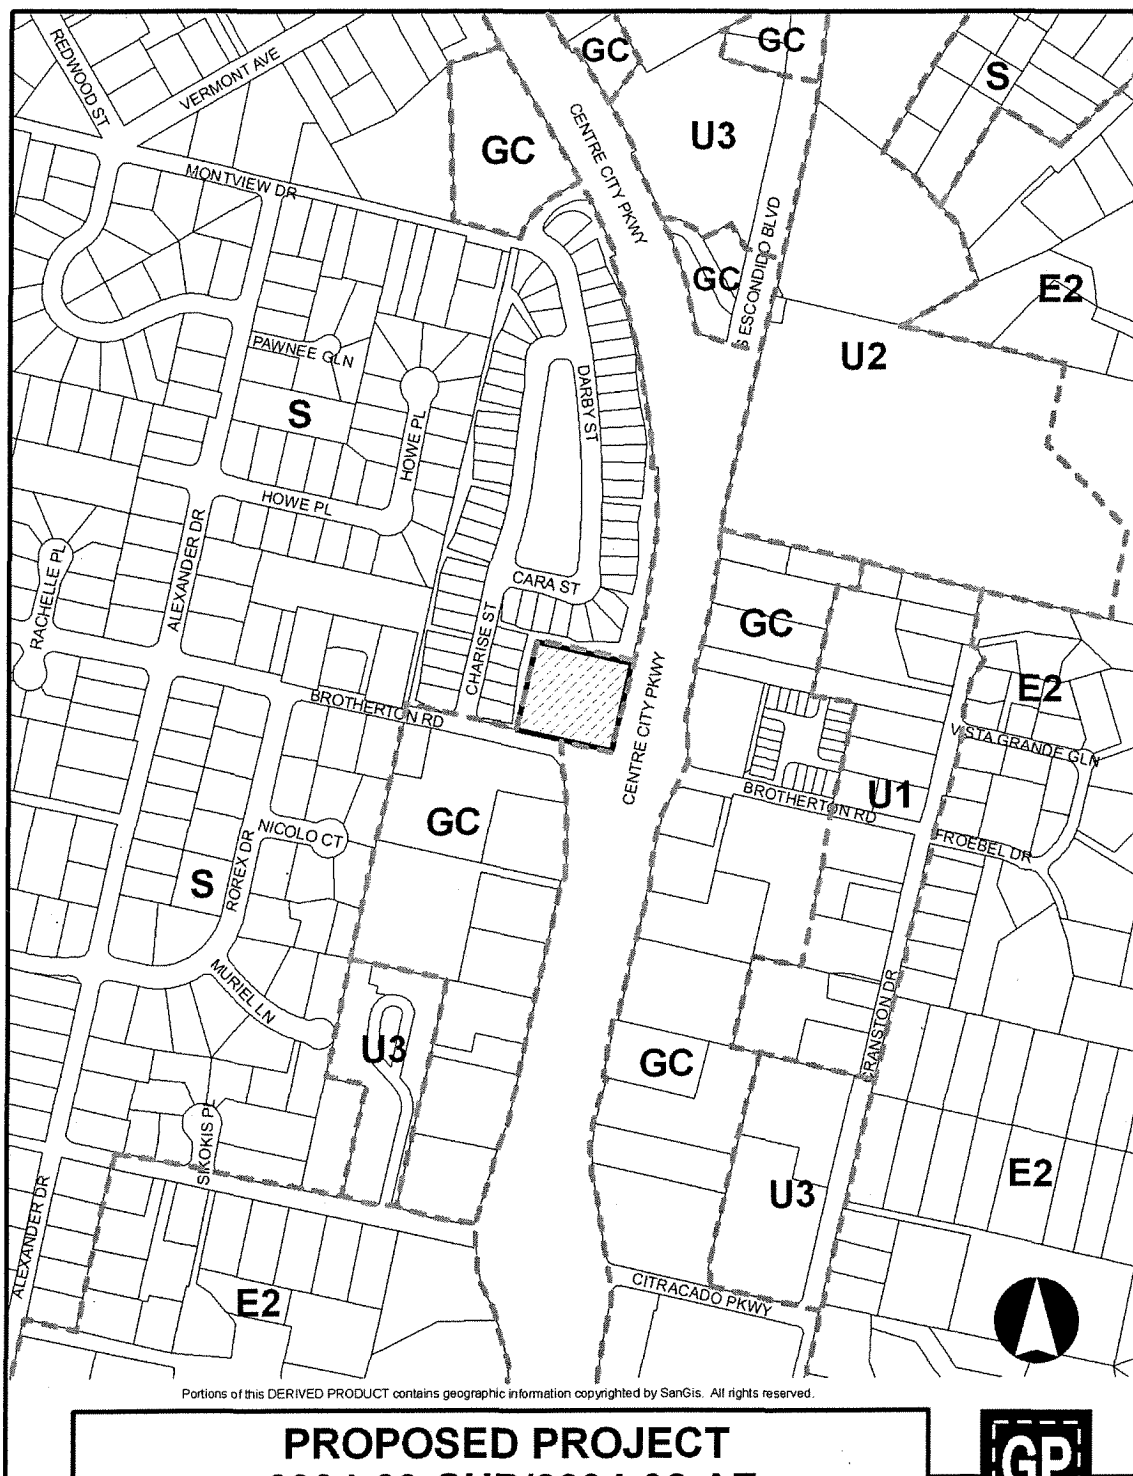 REDWOOD ST
VERMONT AVE
GC
GC
S
GC
CENTRE CITY PKWY
U3
MONTVIEW DR
S ESCONDIDO BLVD
GC
E2
PAWNEE GLN
U2
S
HOWE PL
DARBY ST
HOWE PL
ALEXANDER DR
RACHELLE PL
CARA ST
CHARISE ST
GC
BROTHERTON RD
CENTRE CITY PKWY
E2
VISTA GRANDE GLN
U1
BROTHERTON RD
GC
NICOLO CT
FROEBEL DR
S
ROREX DR
MURIEL LN
U3
CRANSTON DR
GC
SIKOKIS PL
E2
U3
ALEXANDER DR
CITRACADO PKWY
E2
Portions of this DERIVED PRODUCT contains geographic information copyrighted by SanGis. All rights reserved.
PROPOSED PROJECT
GP